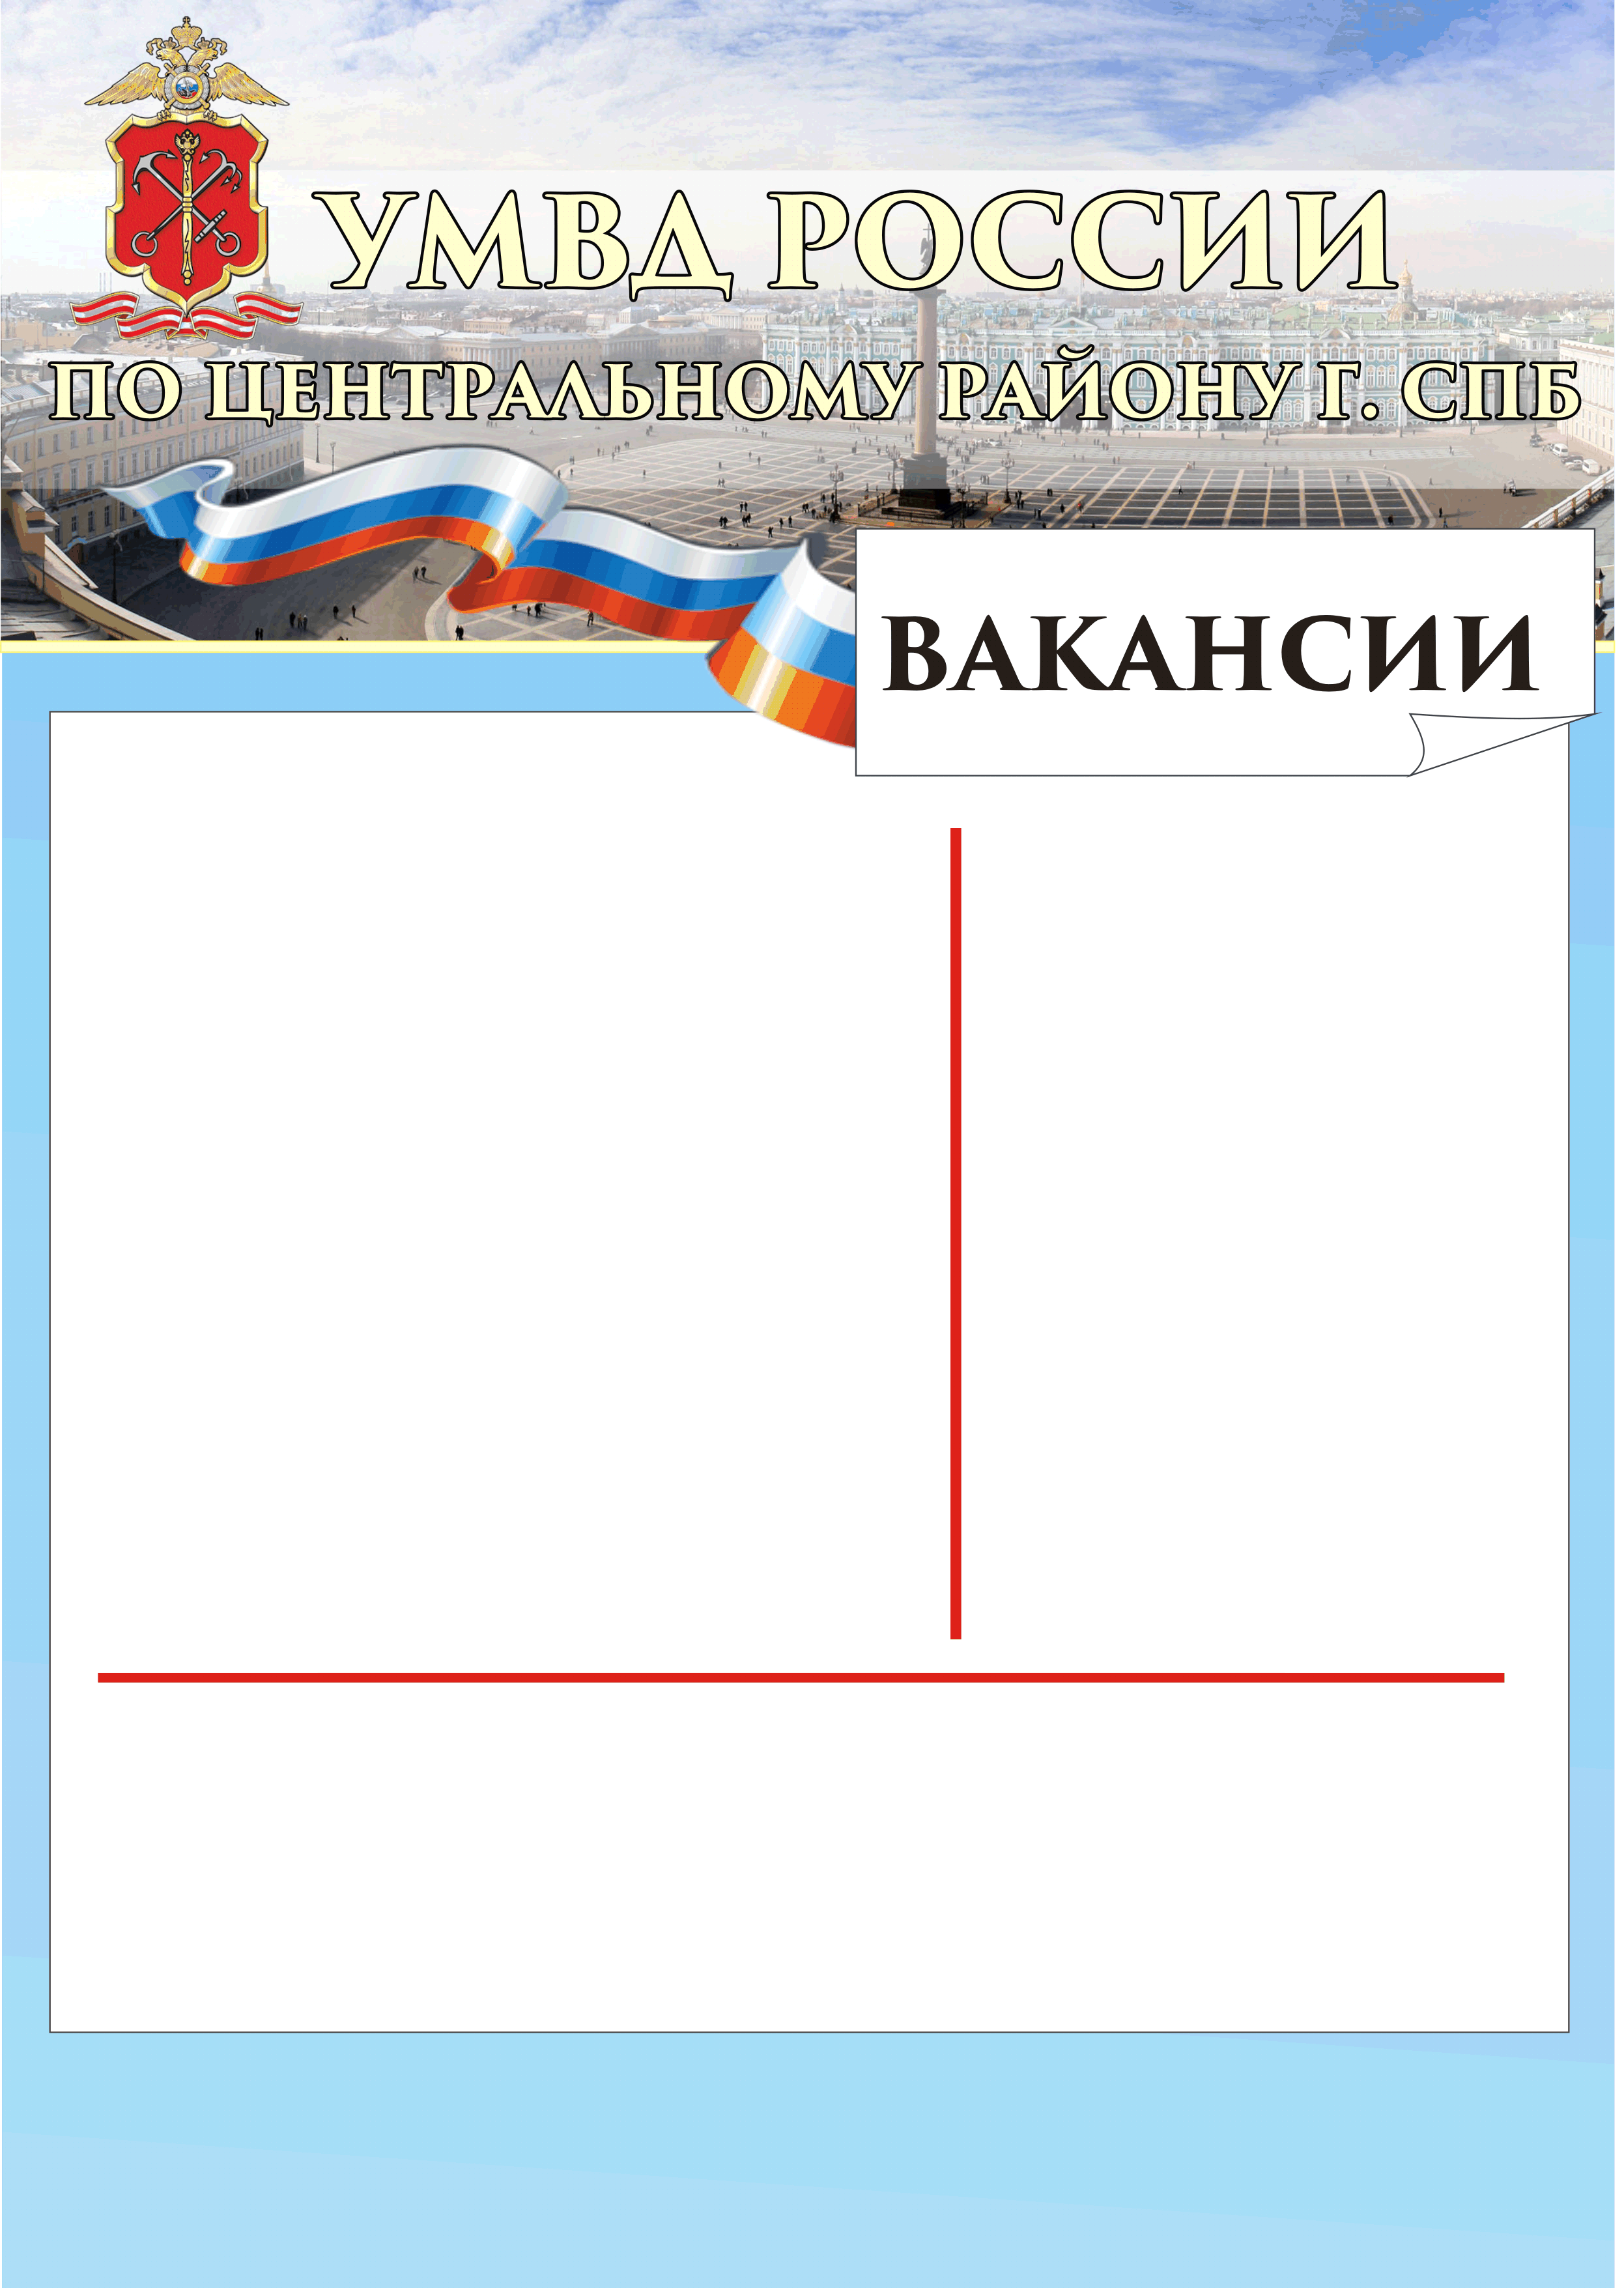 УМВД РОССИИ
ПО ЦЕНТРАЛЬНОМУ РАЙОНУ Г. СПБ
ВАКАНСИИ